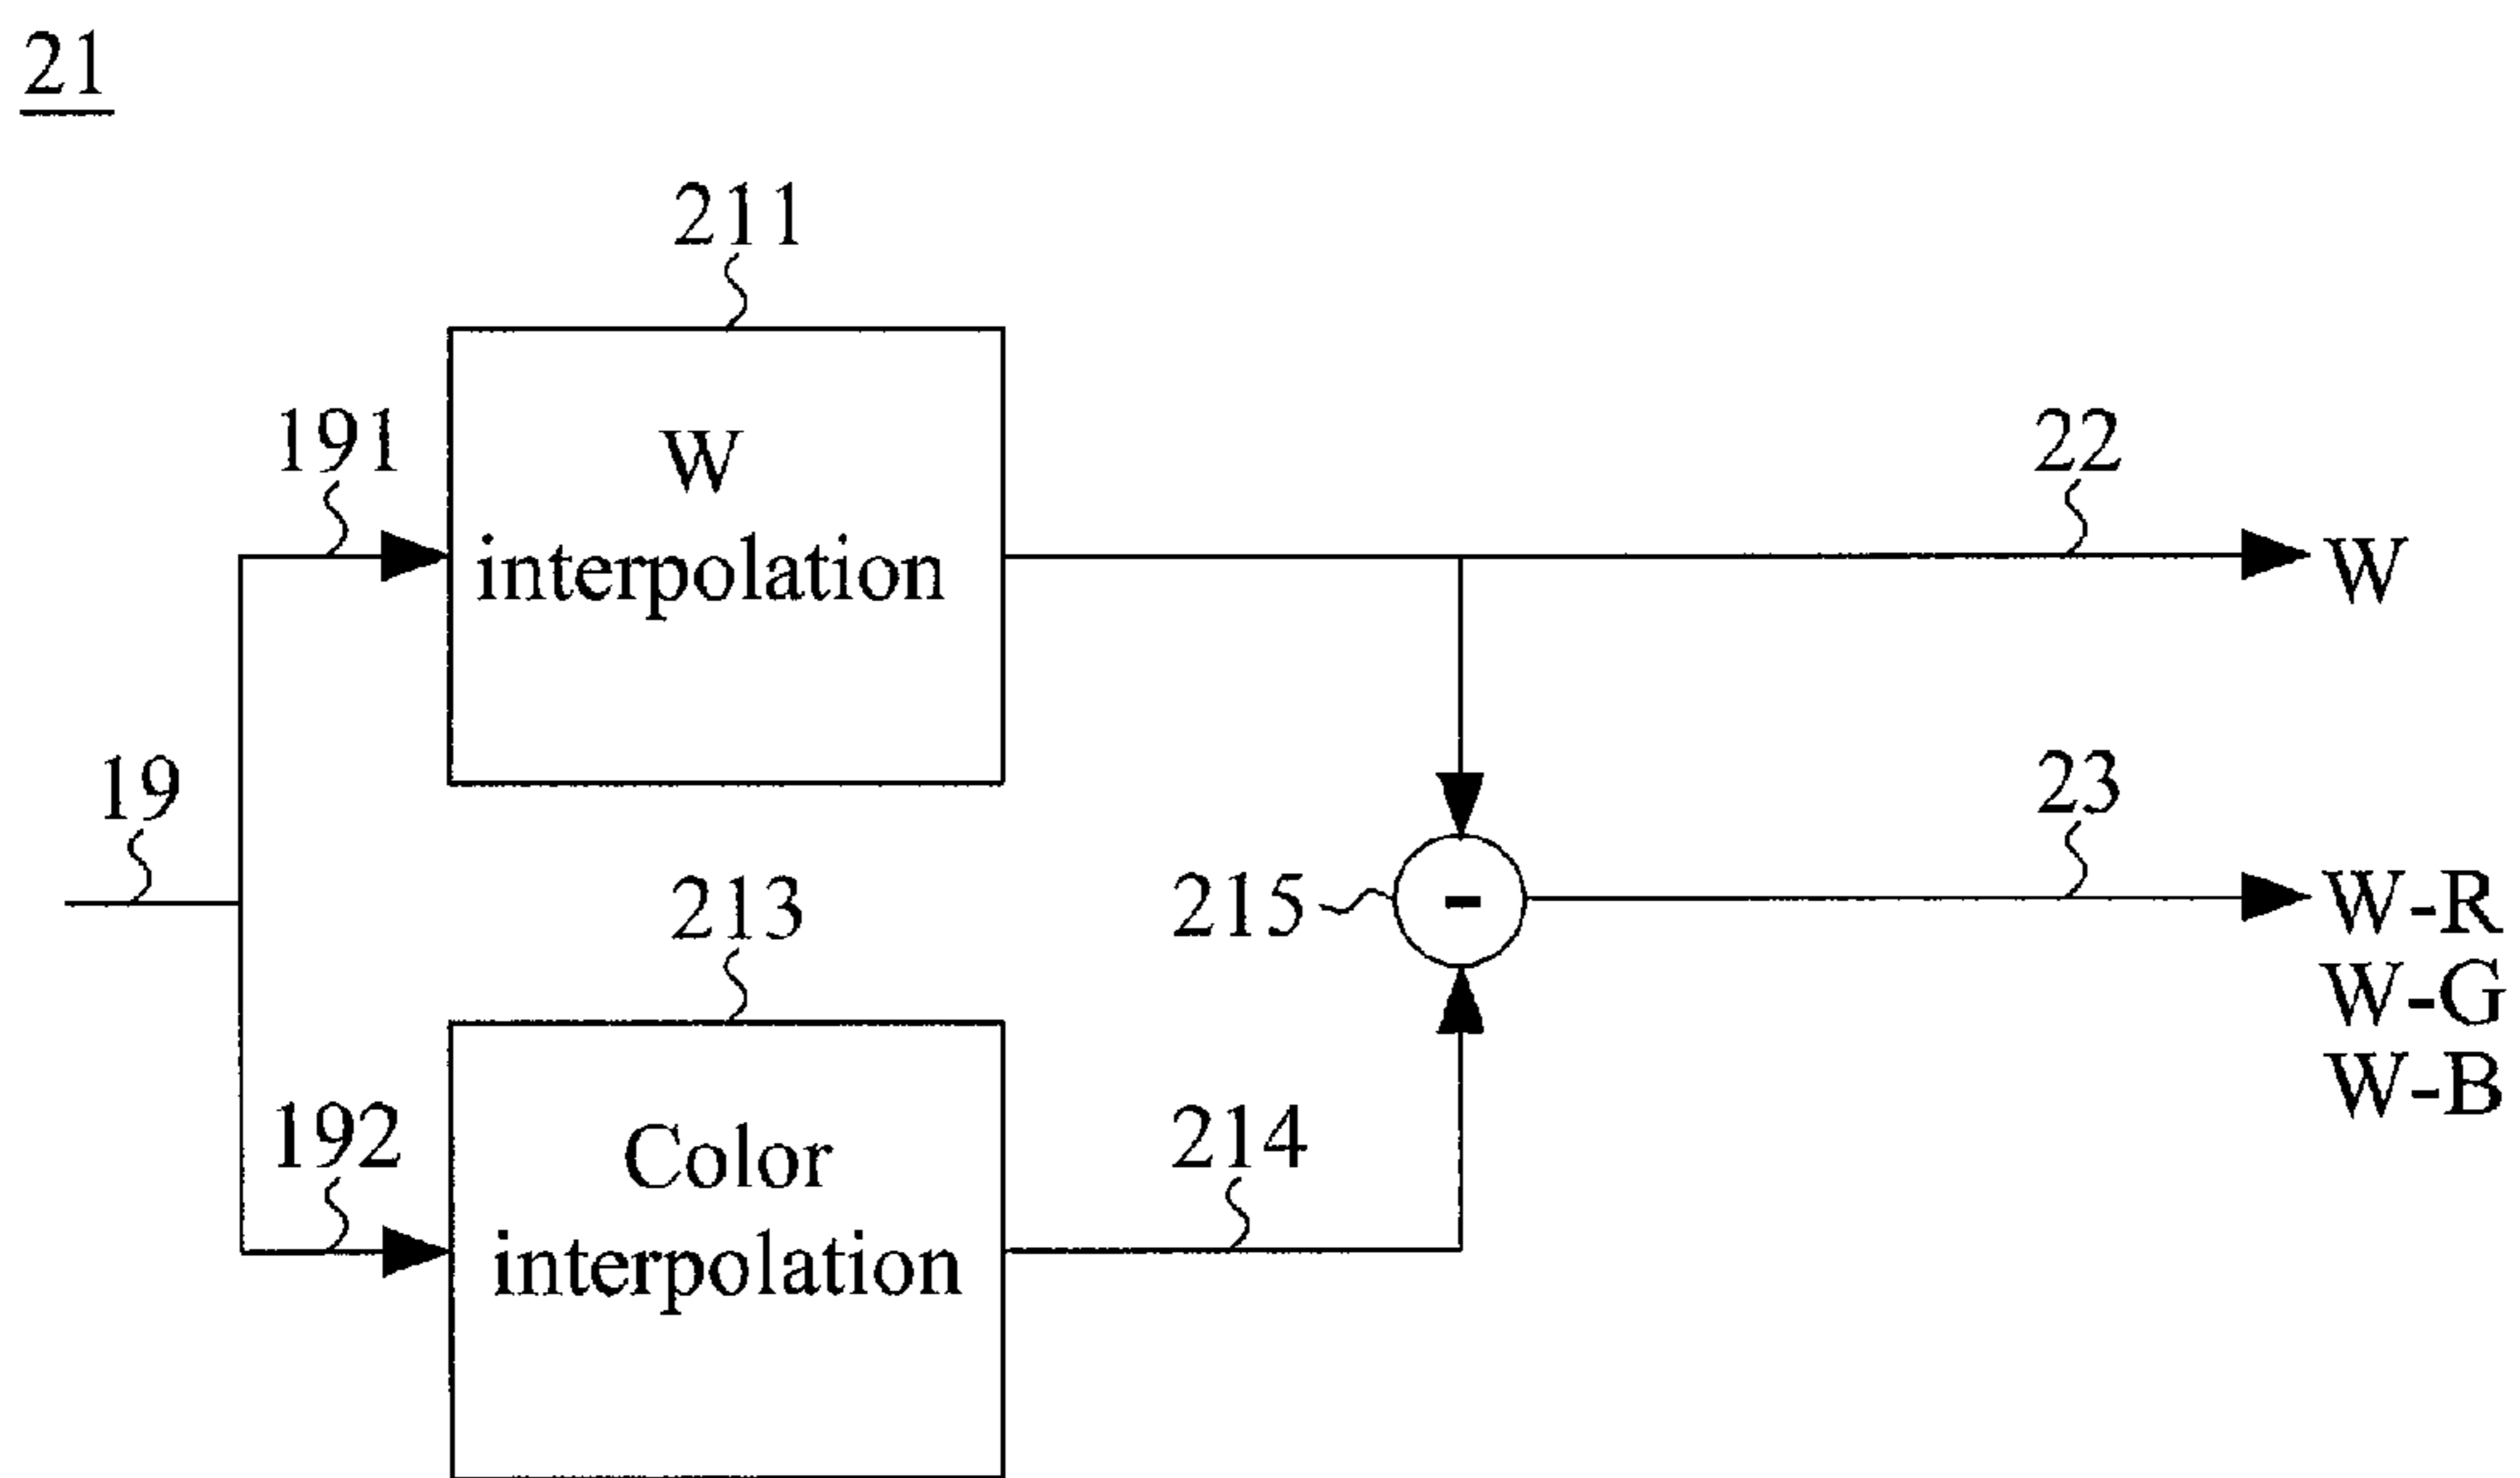 21
211
191
W
interpolation
22
W
19
213
215
-
23
W-R
W-G
W-B
192
Color
interpolation
214